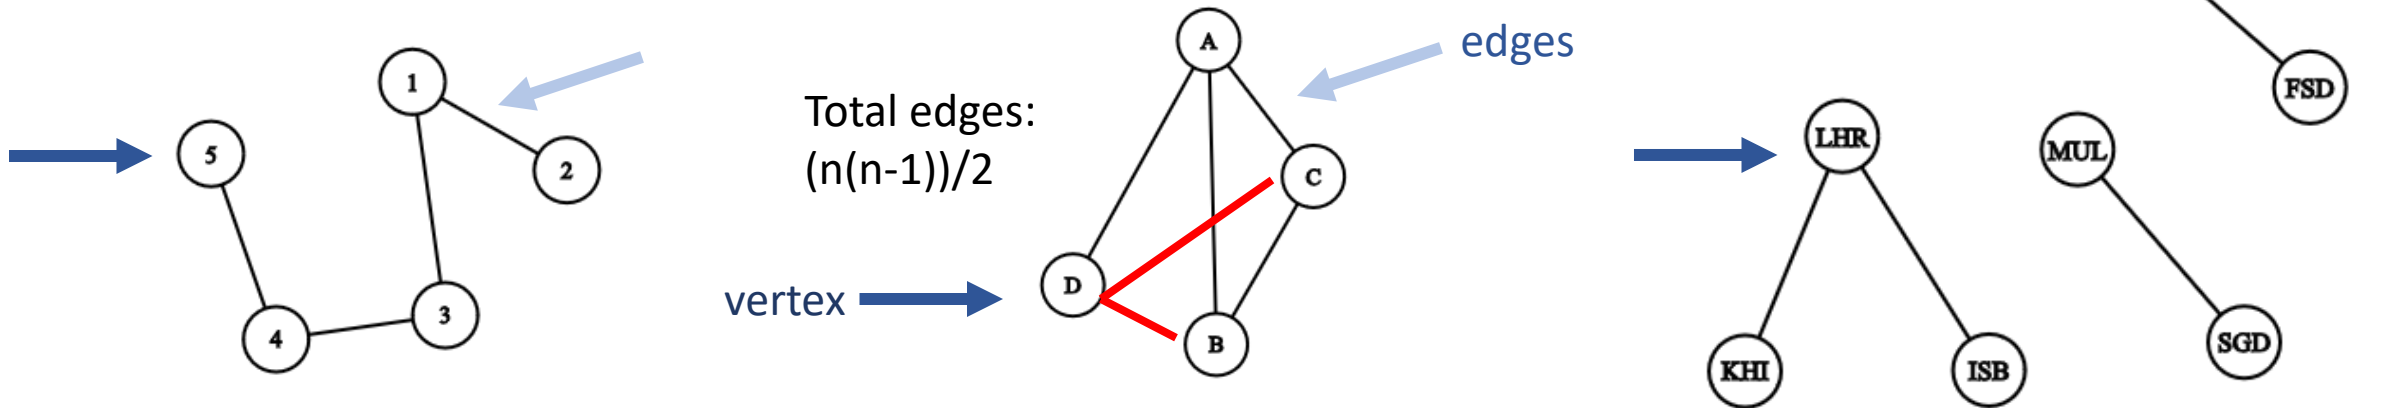 1
5
2
4
3
Total edges:
(n(n-1))/2
vertex
A
edges
C
D
B
FSD
LHR
MUL
KHI
ISB
SGD